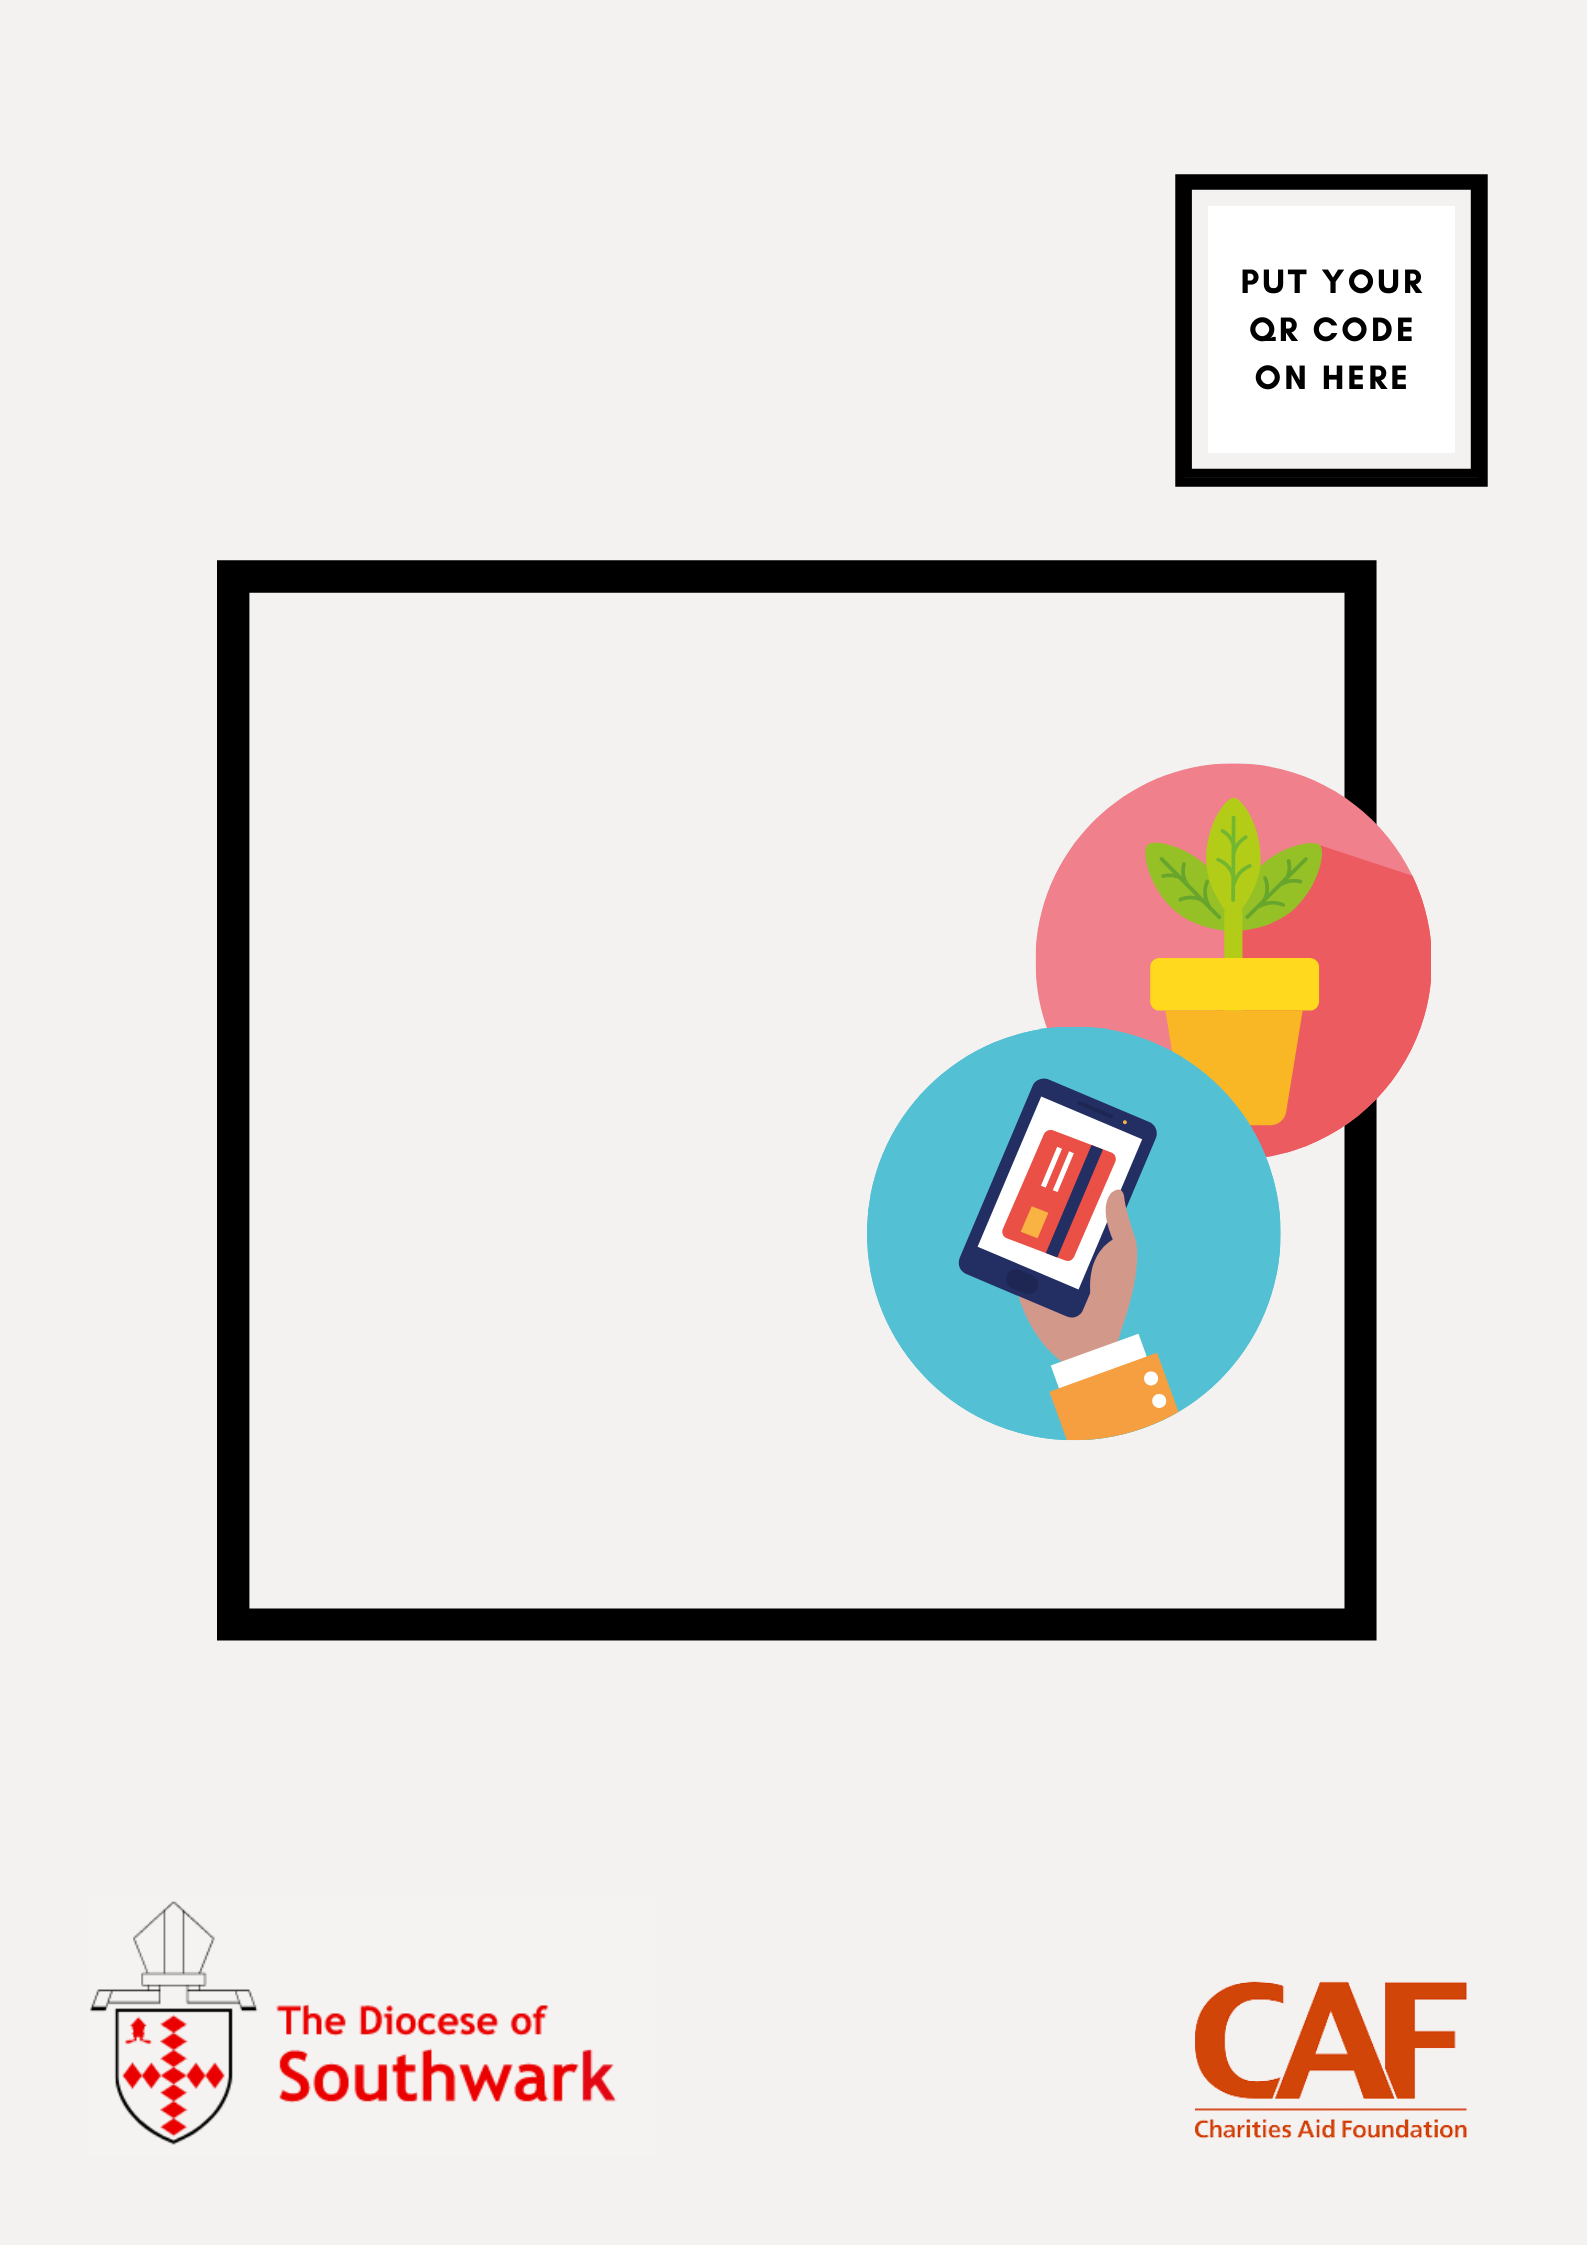 PUT YOUR
QR CODE
ON HERE
The Diocese of
Southwark
CAF
Charities Aid Foundation